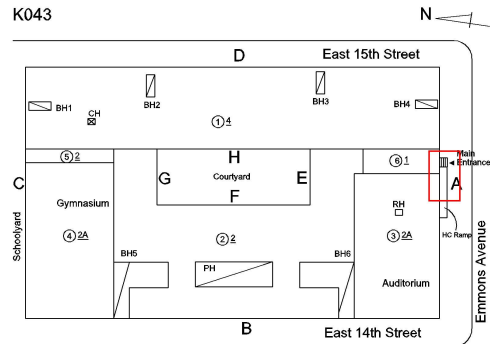 K043
N
East 15th Street
D
BH1
BH2
BH3
BH4
CH
1 4
Main
Entrance
5 2
H
6 1
C
G
Courtyard
E
A
F
Gymnasium
RH
HC Ramp
Schoolyard
4 2A
2 2
3 2A
BH5
PH
BH6
Auditorium
Emmons Avenue
B
East 14th Street